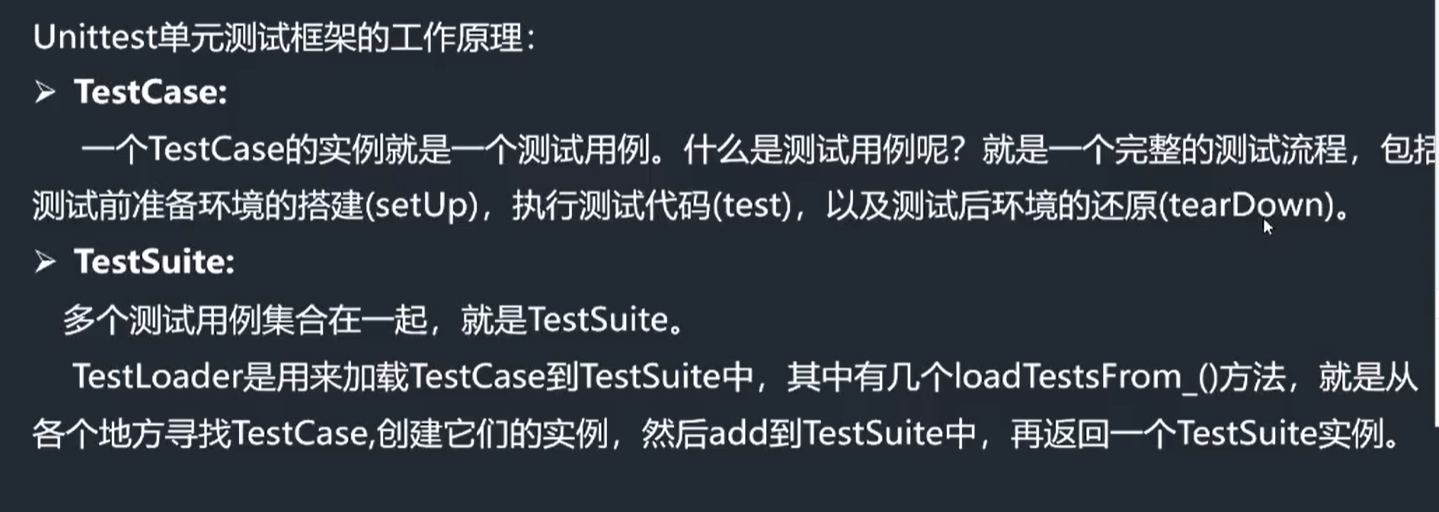 Unittest单元测试框架的工作原理：
➢ TestCase:
一个TestCase的实例就是一个测试用例。什么是测试用例呢？就是一个完整的测试流程，包括
测试前准备环境的搭建(setUp)，执行测试代码(test)，以及测试后环境的还原(tearDown)。
➢ TestSuite:
多个测试用例集合在一起，就是TestSuite。
TestLoader是用来加载TestCase到TestSuite中，其中有几个loadTestsFrom_()方法，就是从
各个地方寻找TestCase,创建它们的实例，然后add到TestSuite中，再返回一个TestSuite实例。